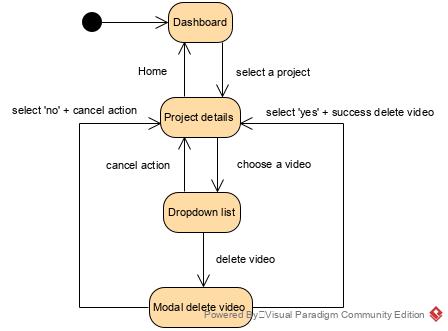 Dashboard
Home
select a project
select 'no' + cancel action
select 'yes' + success delete video
Project details
cancel action
choose a video
Dropdown list
delete video
Modal delete video
Powered By Visual Paradigm Community Edition